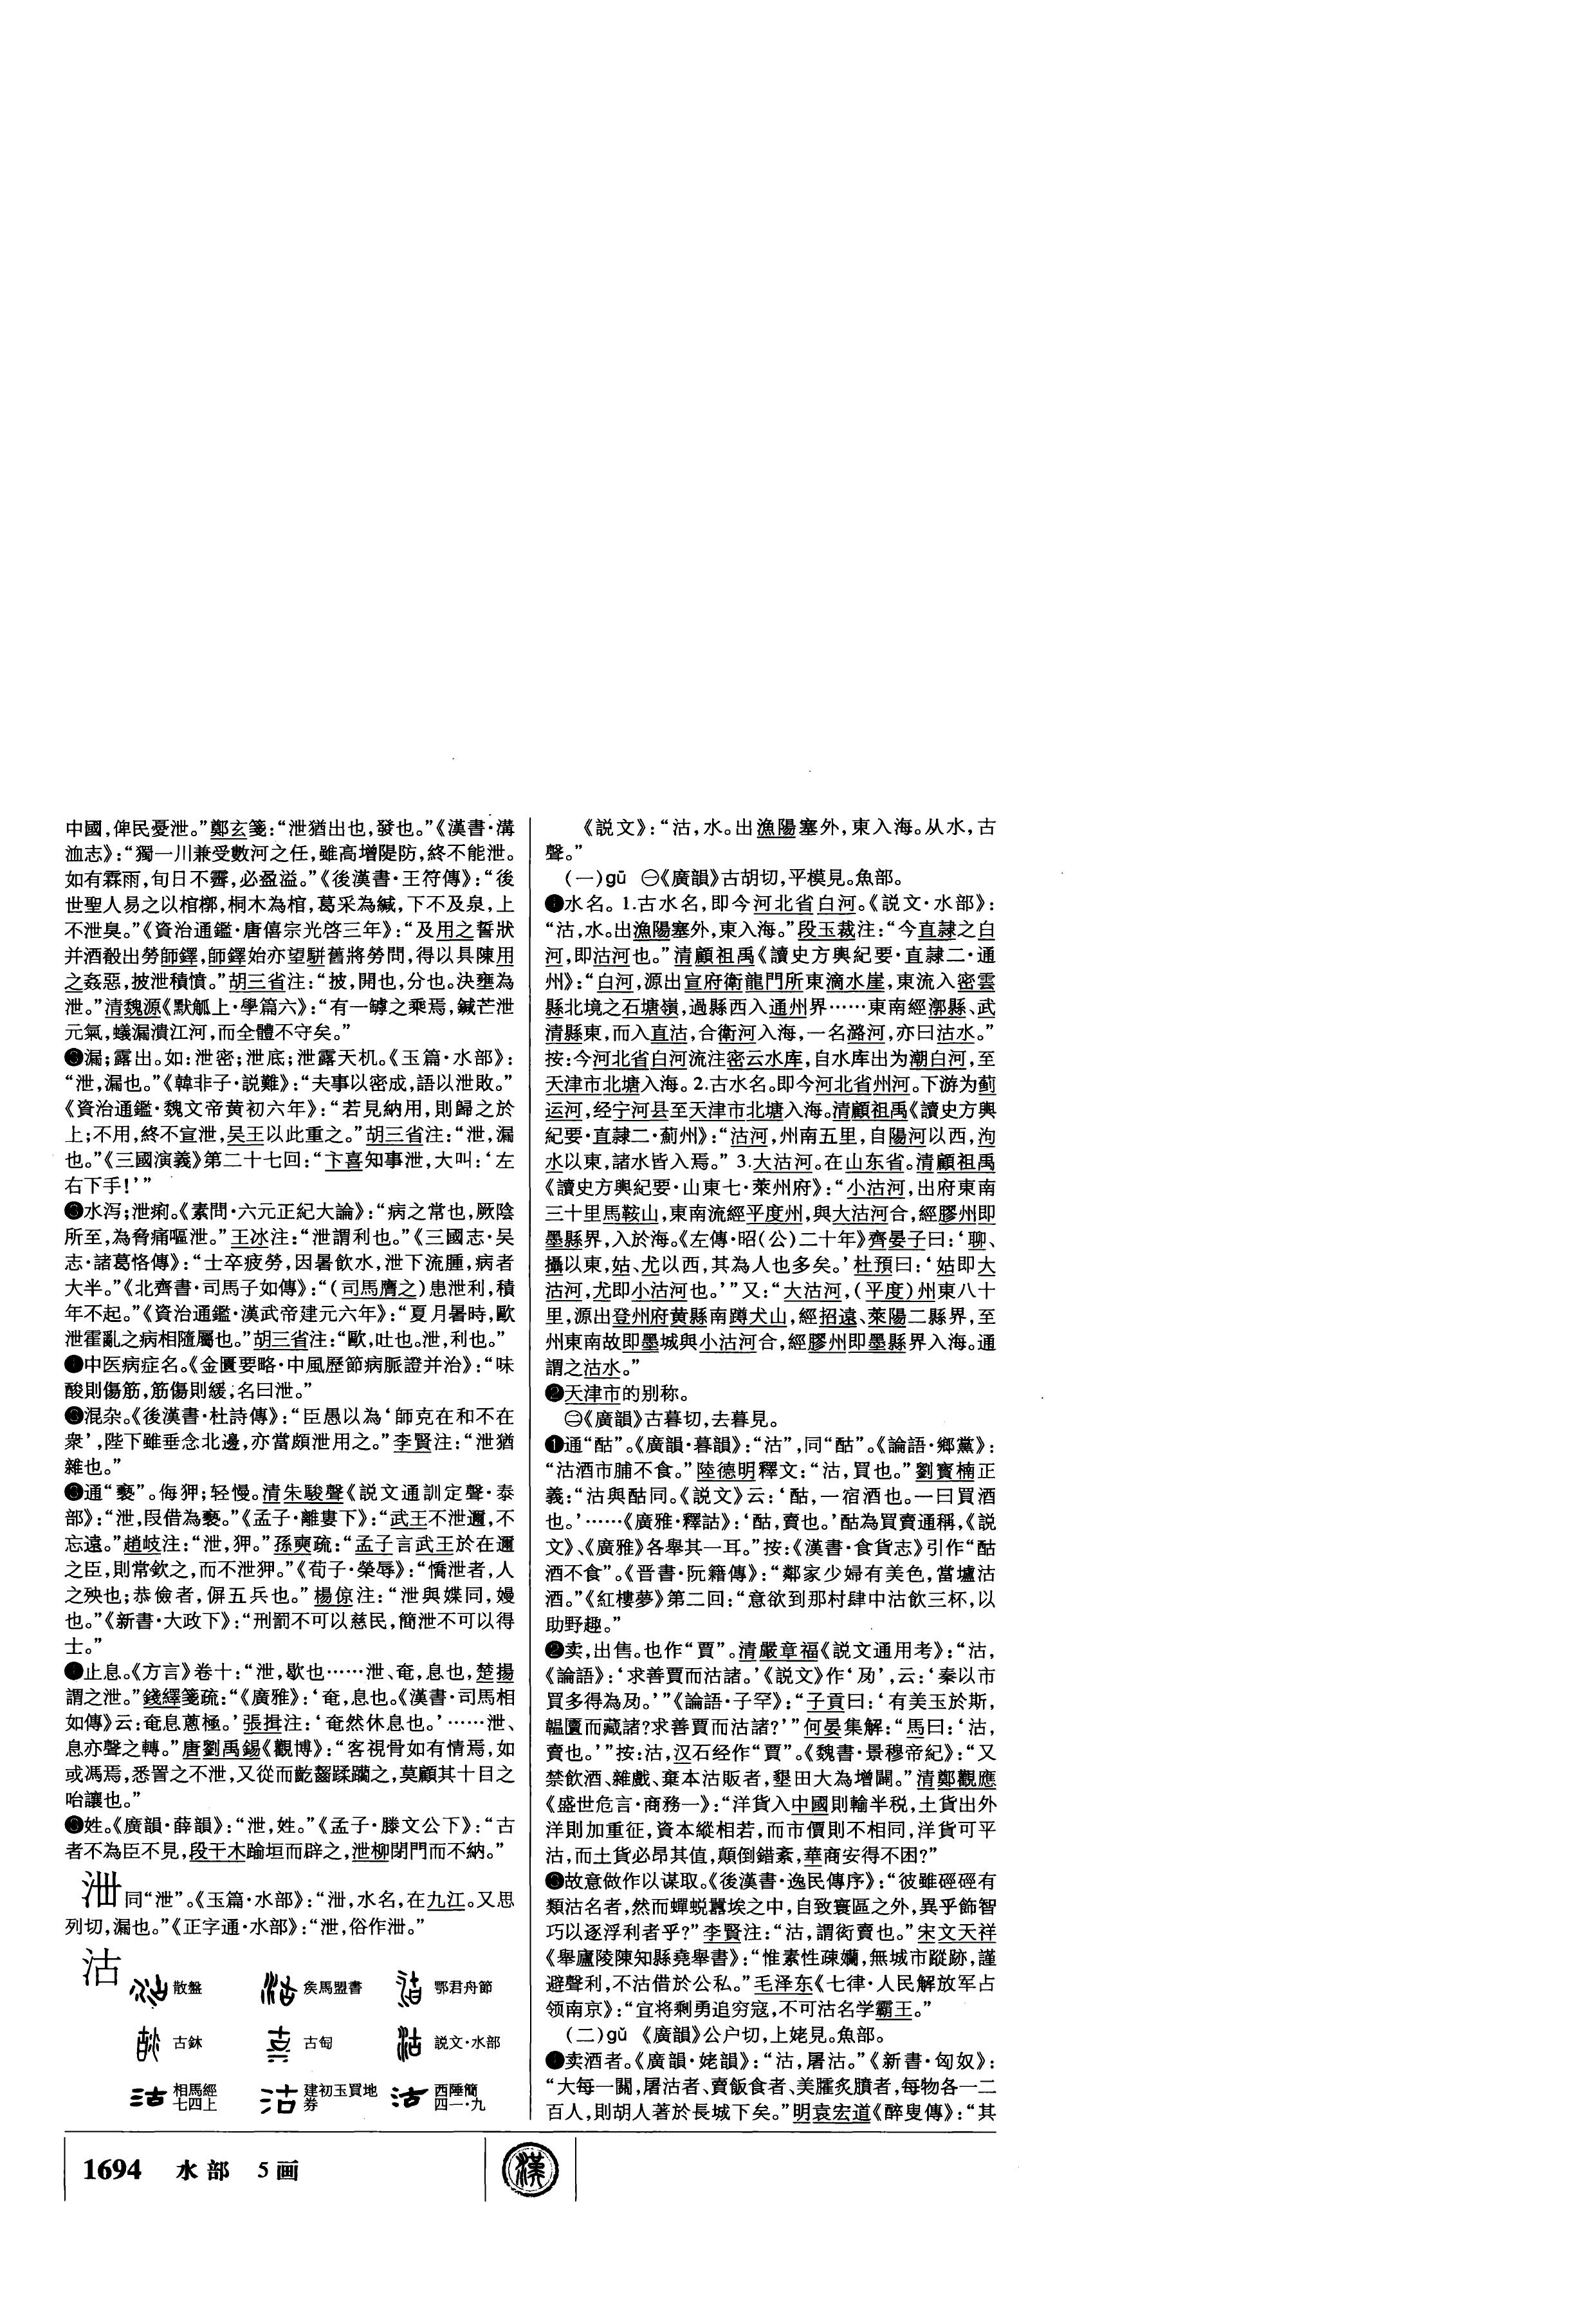 中國，俾民憂泄。”鄭玄箋：“泄猶出也，發也。”《漢書·溝
洫志》：“獨一川兼受數河之任，雖高增隄防，終不能泄。
如有霖雨，旬日不霽，必盈溢。”《後漢書·王符傳》：“後
世聖人易之以棺槨，桐木為棺，葛采為緘，下不及泉，上
不泄臭。”《資治通鑑·唐僖宗光啓三年》：“及用之誓狀
并酒殽出勞師鐸，師鐸始亦望駢舊將勞問，得以具陳用
之姦惡，披泄積憤。”胡三省注：“披，開也，分也。決壅為
泄。”清魏源《默觚上·學篇六》：“有一罅之乘焉，鍼芒泄
元氣，蟻漏潰江河，而全體不守矣。”
漏；露出。如：泄密；泄底；泄露天机。《玉篇·水部》：
“泄，漏也。”《韓非子·説難》：“夫事以密成，語以泄敗。”
《資治通鑑·魏文帝黄初六年》：“若見納用，則歸之於
上；不用，終不宣泄，吴王以此重之。”胡三省注：“泄，漏
也。”《三國演義》第二十七回：“卞喜知事泄，大叫：‘左
右下手！’”
水泻；泄痢。《素問·六元正紀大論》：“病之常也，厥陰
所至，為脅痛嘔泄。”王冰注：“泄謂利也。”《三國志·吴
志·諸葛恪傳》：“士卒疲勞，因暑飲水，泄下流腫，病者
大半。”《北齊書·司馬子如傳》：“（司馬膺之）患泄利，積
年不起。”《資治通鑑·漢武帝建元六年》：“夏月暑時，歐
泄霍亂之病相隨屬也。”胡三省注：“歐，吐也。泄，利也。”
中医病症名。《金匱要略·中風歷節病脈證并治》：“味
酸則傷筋，筋傷則緩，名曰泄。”
混杂。《後漢書·杜詩傳》：“臣愚以為‘師克在和不在
衆’，陛下雖垂念北邊，亦當頗泄用之。”李賢注：“泄猶
雜也。”
通“褻”。侮狎；轻慢。清朱駿聲《説文通訓定聲·泰
部》：“泄，叚借為褻。”《孟子·離婁下》：“武王不泄邇，不
忘遠。”趙岐注：“泄，狎。”孫奭疏：“孟子言武王於在邇
之臣，則常欽之，而不泄狎。”《荀子·榮辱》：“憍泄者，人
之殃也；恭儉者，偋五兵也。”楊倞注：“泄與媟同，嫚
也。”《新書·大政下》：“刑罰不可以慈民，簡泄不可以得
士。”
止息。《方言》卷十：“泄，歇也……泄、奄，息也，楚揚
謂之泄。”錢繹箋疏：“《廣雅》：‘奄，息也。《漢書·司馬相
如傳》云：奄息蔥極。’張揖注：‘奄然休息也。’……泄、
息亦聲之轉。”唐劉禹錫《觀博》：“客視骨如有情焉，如
或馮焉，悉詈之不泄，又從而齕齧蹂躪之，莫顧其十目之
咍讓也。”
姓。《廣韻·薛韻》：“泄，姓。”《孟子·滕文公下》：“古
者不為臣不見，段干木踰垣而辟之，泄柳閉門而不納。”
泄 同“泄”。《玉篇·水部》：“泄，水名，在九江。又思
列切，漏也。”《正字通·水部》：“泄，俗作泄。”
沽
散盤 矦馬盟書 鄂君舟節
古鉢 古匋 説文·水部
相馬經 七四上 建初玉買地券 西陲簡 四一·九
《説文》：“沽，水。出漁陽塞外，東入海。从水，古
聲。”
（一）gū ㊀《廣韻》古胡切，平模見。魚部。
❶水名。1.古水名，即今河北省白河。《説文·水部》：
“沽，水。出漁陽塞外，東入海。”段玉裁注：“今直隷之白
河，即沽河也。”清顧祖禹《讀史方輿紀要·直隷二·通
州》：“白河，源出宣府衛龍門所東滴水崖，東流入密雲
縣北境之石塘嶺，過縣西入通州界……東南經漷縣、武
清縣東，而入直沽，合衛河入海，一名潞河，亦曰沽水。”
按：今河北省白河流注密云水库，自水库出为潮白河，至
天津市北塘入海。2.古水名。即今河北省州河。下游为蓟
运河，经宁河县至天津市北塘入海。清顧祖禹《讀史方輿
紀要·直隷二·薊州》：“沽河，州南五里，自陽河以西，泃
水以東，諸水皆入焉。”3.大沽河。在山东省。清顧祖禹
《讀史方輿紀要·山東七·萊州府》：“小沽河，出府東南
三十里馬鞍山，東南流經平度州，與大沽河合，經膠州即
墨縣界，入於海。《左傳·昭（公）二十年》齊晏子曰：‘聊、
攝以東，姑、尤以西，其為人也多矣。’杜預曰：‘姑即大
沽河，尤即小沽河也。’”又：“大沽河，（平度）州東八十
里，源出登州府黄縣南蹲犬山，經招遠、萊陽二縣界，至
州東南故即墨城與小沽河合，經膠州即墨縣界入海。通
謂之沽水。”
❷天津市的别称。
㊁《廣韻》古暮切，去暮見。
❶通“酤”。《廣韻·暮韻》：“沽”，同“酤”。《論語·鄉黨》：
“沽酒市脯不食。”陸德明釋文：“沽，買也。”劉寳楠正
義：“沽與酤同。《説文》云：‘酤，一宿酒也。一曰買酒
也。’……《廣雅·釋詁》：‘酤，賣也。’酤為買賣通稱，《説
文》、《廣雅》各舉其一耳。”按：《漢書·食貨志》引作“酤
酒不食”。《晋書·阮籍傳》：“鄰家少婦有美色，當壚沽
酒。”《紅樓夢》第二回：“意欲到那村肆中沽飲三杯，以
助野趣。”
❷卖，出售。也作“賈”。清嚴章福《説文通用考》：“沽，
《論語》：‘求善賈而沽諸。’《説文》作‘夃’，云：‘秦以市
買多得為夃。’”《論語·子罕》：“子貢曰：‘有美玉於斯，
韞匵而藏諸？求善賈而沽諸？’”何晏集解：“馬曰：‘沽，
賣也。’”按：沽，汉石经作“賈”。《魏書·景穆帝紀》：“又
禁飲酒、雜戲、棄本沽販者，墾田大為增闢。”清鄭觀應
《盛世危言·商務一》：“洋貨入中國則輸半税，土貨出外
洋則加重征，資本縱相若，而市價則不相同，洋貨可平
沽，而土貨必昂其值，顛倒錯紊，華商安得不困？”
❸故意做作以谋取。《後漢書·逸民傳序》：“彼雖硜硜有
類沽名者，然而蟬蜕囂埃之中，自致寰區之外，異乎飾智
巧以逐浮利者乎？”李賢注：“沽，謂衒賣也。”宋文天祥
《舉廬陵陳知縣堯舉書》：“惟素性疎嬾，無城市蹤跡，謹
避聲利，不沽借於公私。”毛泽东《七律·人民解放军占
领南京》：“宜将剩勇追穷寇，不可沽名学霸王。”
（二）gǔ 《廣韻》公户切，上姥見。魚部。
❶卖酒者。《廣韻·姥韻》：“沽，屠沽。”《新書·匈奴》：
“大每一關，屠沽者、賣飯食者、美臛炙膹者，每物各一二
百人，則胡人著於長城下矣。”明袁宏道《醉叟傳》：“其
1694 水部 5画
漢